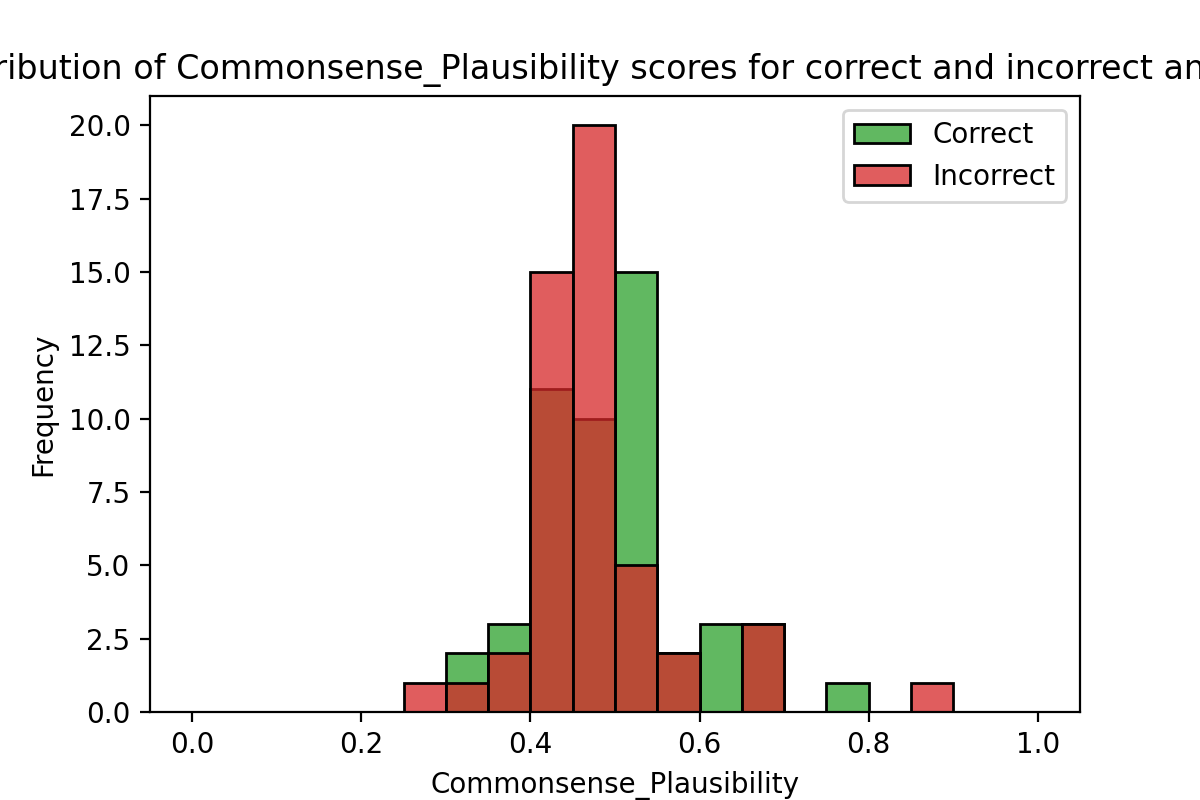 ribution of Commonsense_Plausibility scores for correct and incorrect an
20.0
17.5
15.0
12.5
10.0
7.5
5.0
2.5
0.0
Frequency
Correct
Incorrect
0.0 0.2 0.4 0.6 0.8 1.0
Commonsense_Plausibility